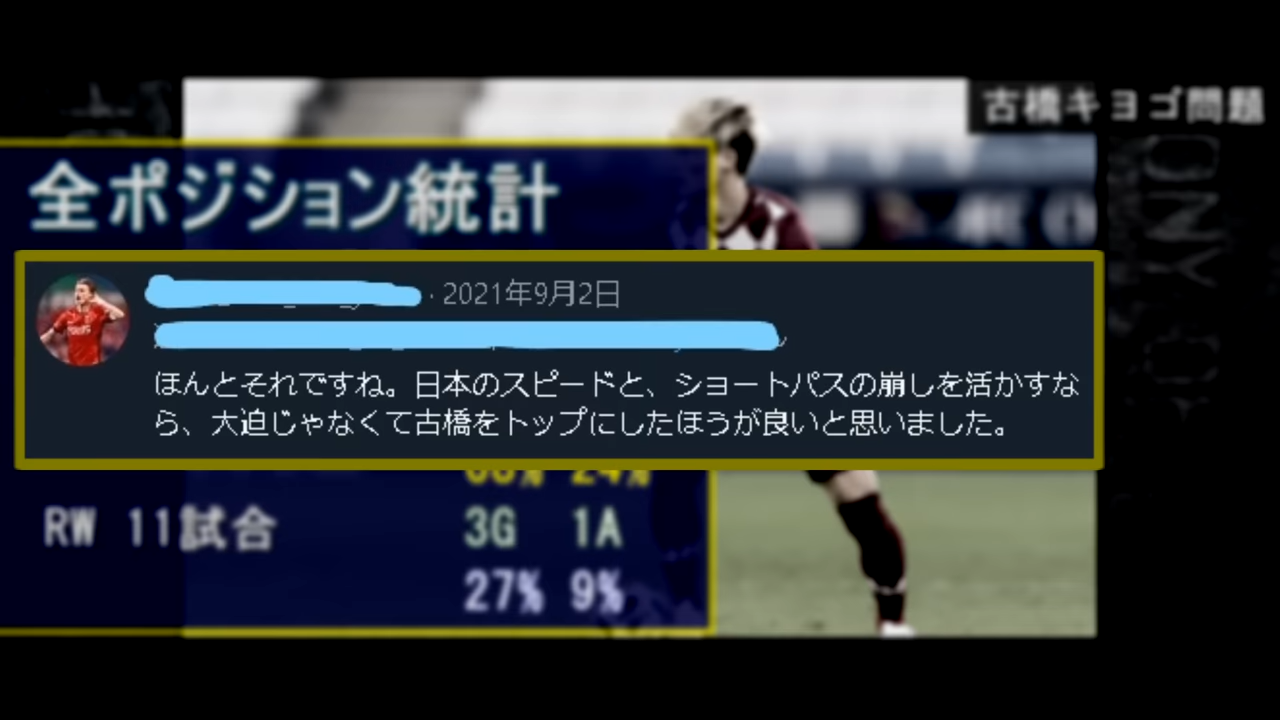 古橋キヨゴ問題
全ポジション統計
· 2021年9月2日
ほんとそれですね。日本のスピードと、ショートパスの崩しを活かすな
ら、大迫じゃなくて古橋をトップにしたほうが良いと思いました。
RW 11試合 3G 1A
27% 9%